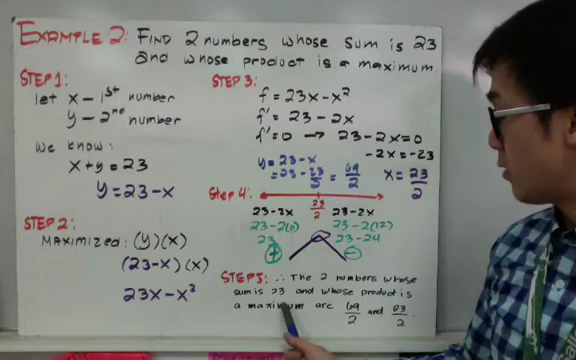 EXAMPLE 2: FIND 2 NUMBERS WHOSE SUM IS 23
AND WHOSE PRODUCT IS A MAXIMUM.
STEP 1:
let x – 1st number
y – 2nd number
We know:
x + y = 23
y = 23 - x
STEP 2:
MAXIMIZED: (y)(x)
(23-x)(x)
23x - x²
STEP 3
f = 23x - x²
f' = 23 - 2x
f' = 0 → 23 - 2x = 0
-2x = -23
x = 23/2
y = 23 - x
= 23 - 23/2 = 69/2
Step 4
23/2
23-2x 23-2x
23-2(0) 23-2(12)
23 23-24
+ −
STEP 5: ∴ The 2 numbers whose
sum is 23 and whose product is
a maximum are 69/2 and 23/2.